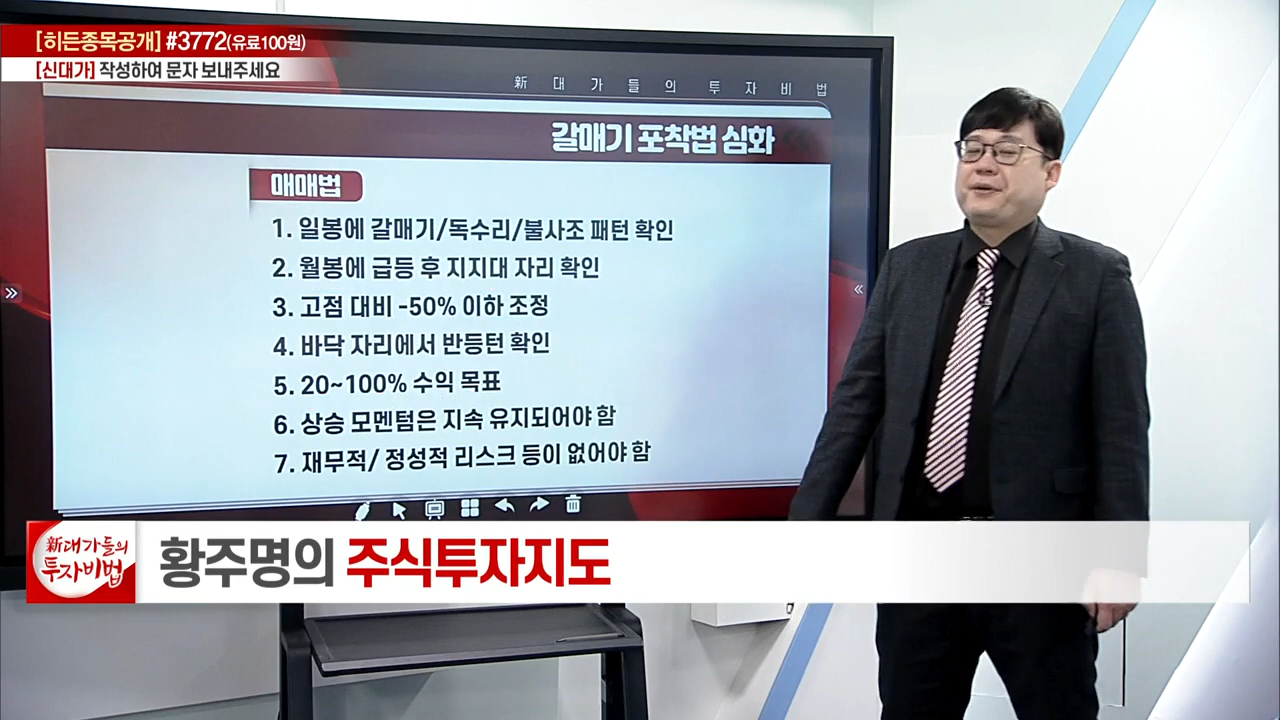 [히든종목공개] #3772(유료100원)
[신대가] 작성하여 문자 보내주세요
新 대 가 들 의 투 자 비 법
갈매기 포착법 심화
매매법
1. 일봉에 갈매기/독수리/불사조 패턴 확인
2. 월봉에 급등 후 지지대 자리 확인
3. 고점 대비 -50% 이하 조정
4. 바닥 자리에서 반등턴 확인
5. 20~100% 수익 목표
6. 상승 모멘텀은 지속 유지되어야 함
7. 재무적/ 정성적 리스크 등이 없어야 함
新대가들의
투자비법
황주명의 주식투자지도